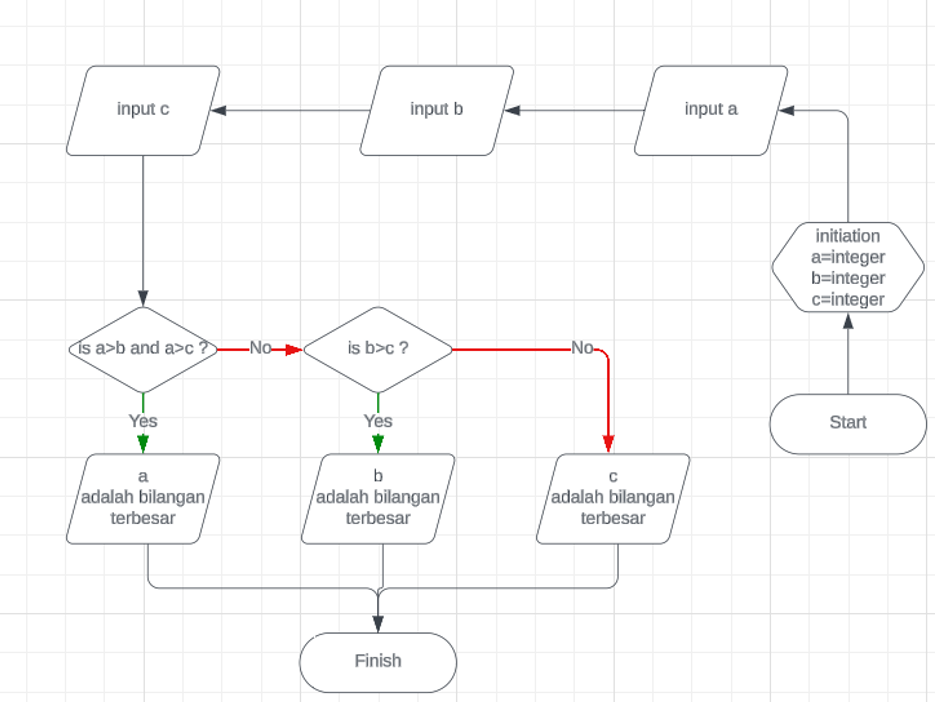 input c
input b
input a
initiation
a=integer
b=integer
c=integer
is a>b and a>c ?
No
is b>c ?
No
Yes
Yes
Start
a
adalah bilangan
terbesar
b
adalah bilangan
terbesar
c
adalah bilangan
terbesar
Finish